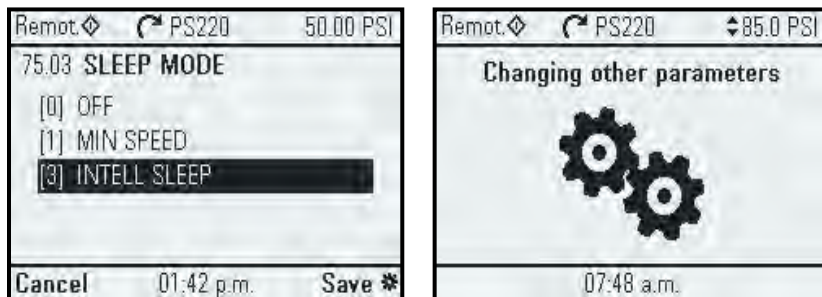 Remot. PS220 50.00 PSI
75.03 SLEEP MODE
[0] OFF
[1] MIN SPEED
[3] INTELL SLEEP
Cancel 01:42 p.m. Save
Remot. PS220 85.0 PSI
Changing other parameters
07:48 a.m.